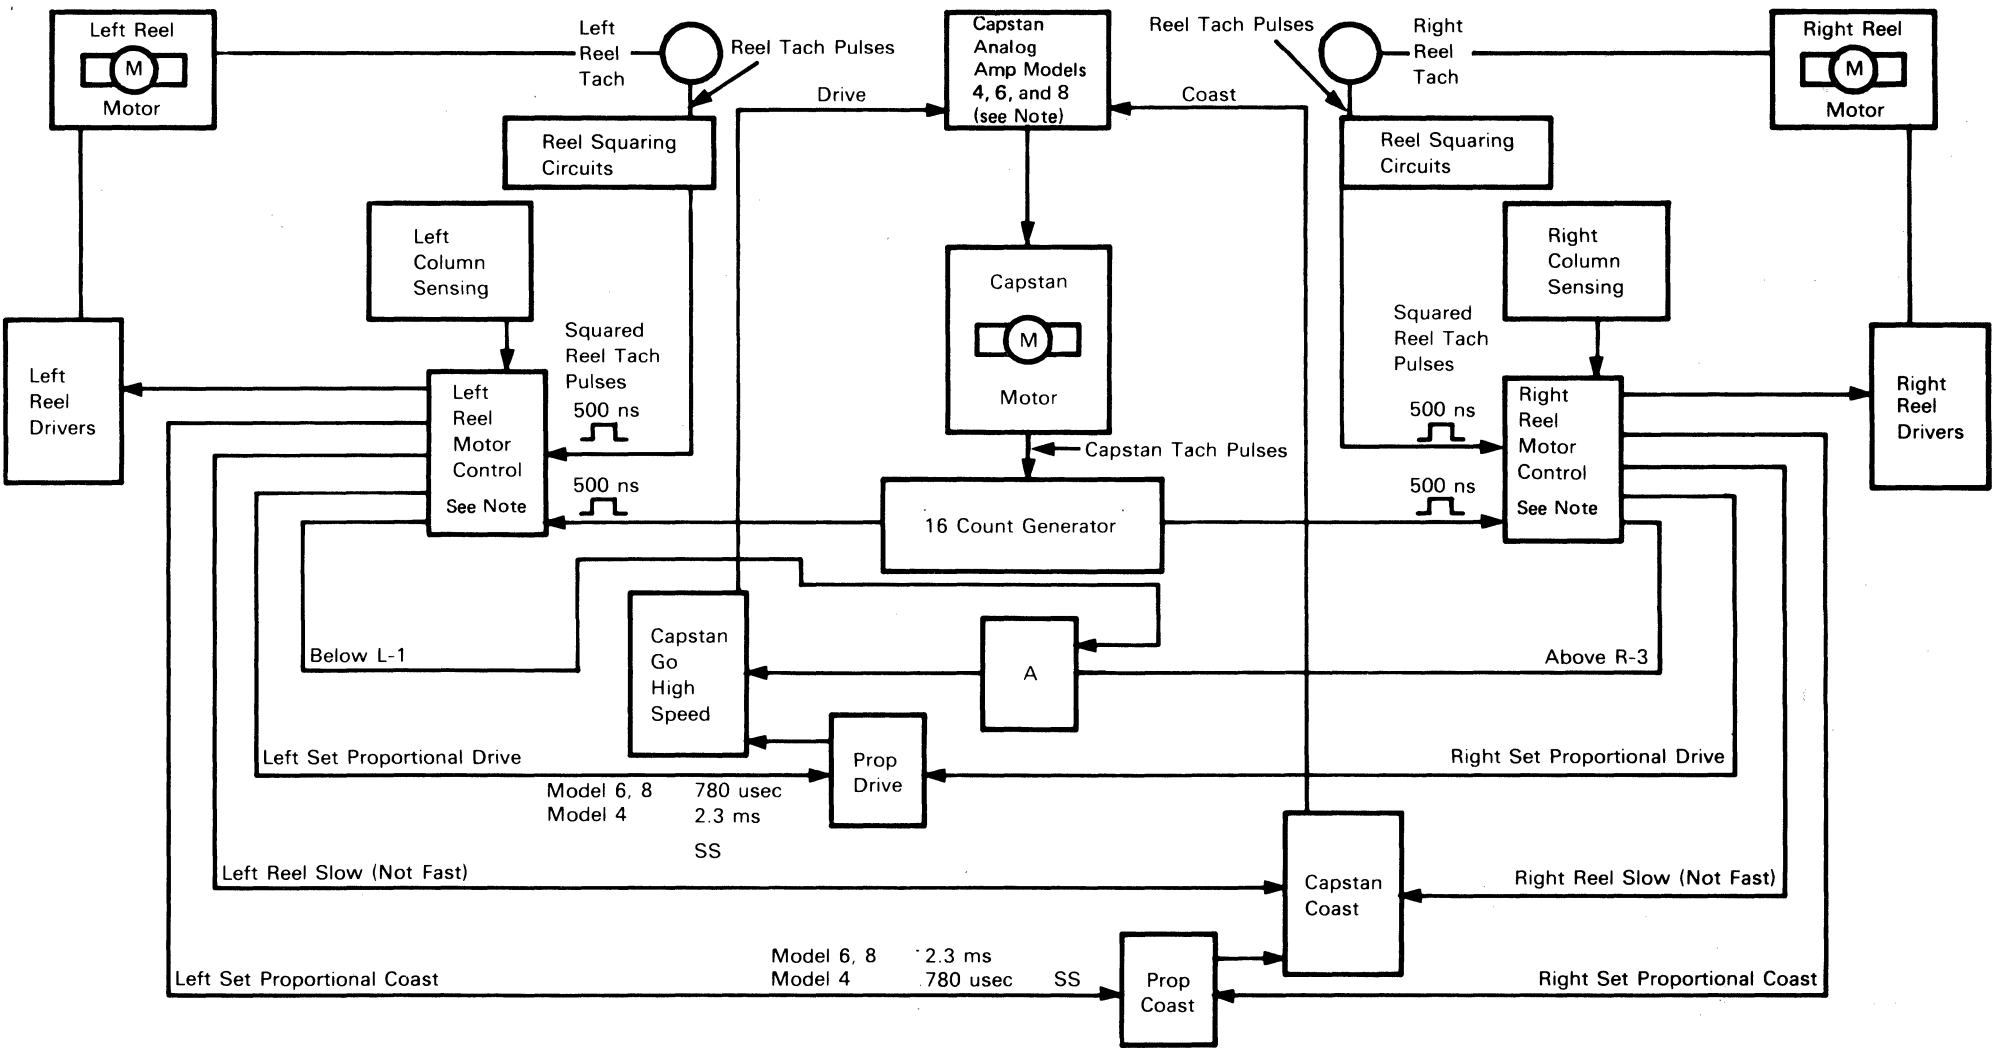 Left Reel
M
Motor
Left
Reel
Tach
Reel Tach Pulses
Capstan
Analog
Amp Models
4, 6, and 8
(see Note)
Reel Tach Pulses
Right
Reel
Tach
Right Reel
M
Motor
Drive
Coast
Reel Squaring
Circuits
Reel Squaring
Circuits
Left
Column
Sensing
Right
Column
Sensing
Capstan
M
Motor
Squared
Reel Tach
Pulses
500 ns
Squared
Reel Tach
Pulses
500 ns
Left
Reel
Drivers
Left
Reel
Motor
Control
See Note
Right
Reel
Motor
Control
See Note
Right
Reel
Drivers
Capstan Tach Pulses
500 ns
500 ns
16 Count Generator
Below L-1
Capstan
Go
High
Speed
A
Above R-3
Left Set Proportional Drive
Prop
Drive
Right Set Proportional Drive
Model 6, 8 780 usec
Model 4 2.3 ms
SS
Left Reel Slow (Not Fast)
Capstan
Coast
Right Reel Slow (Not Fast)
Model 6, 8 2.3 ms
Model 4 780 usec SS
Left Set Proportional Coast
Prop
Coast
Right Set Proportional Coast